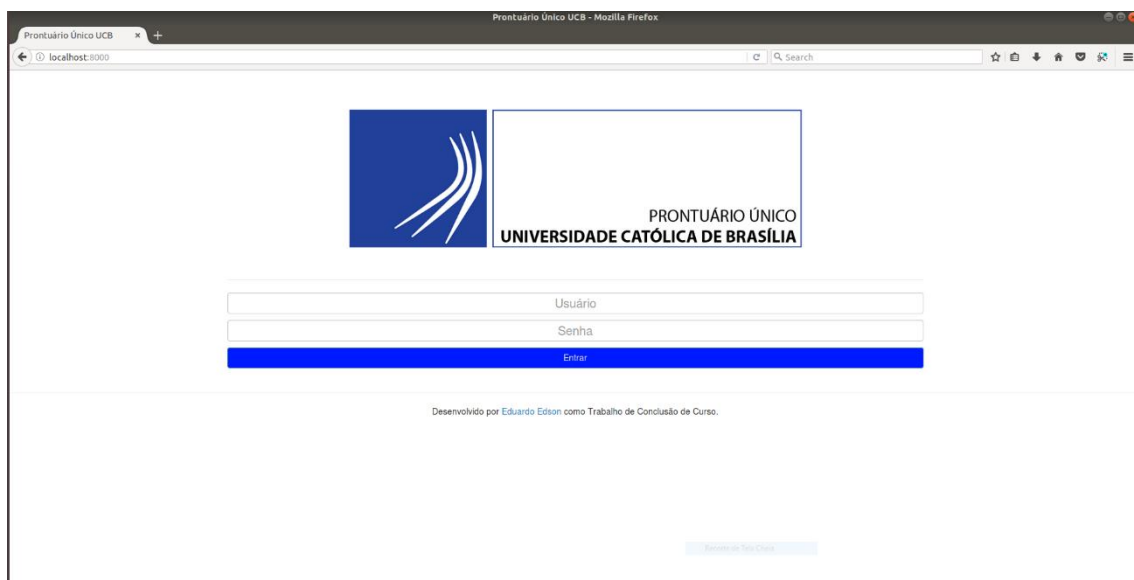 Prontuário Único UCB - Mozilla Firefox
Prontuário Único UCB × +
localhost:8000
Search
PRONTUÁRIO ÚNICO
UNIVERSIDADE CATÓLICA DE BRASÍLIA
Usuário
Senha
Entrar
Desenvolvido por Eduardo Edson como Trabalho de Conclusão de Curso.